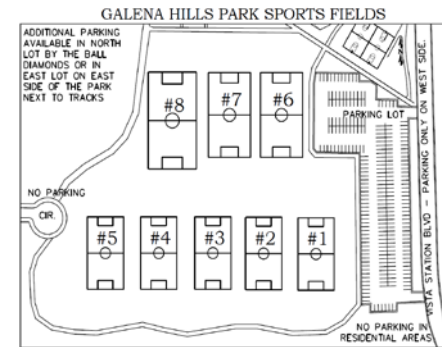 GALENA HILLS PARK SPORTS FIELDS
ADDITIONAL PARKING
AVAILABLE IN NORTH
LOT BY THE BALL
DIAMONDS OR IN
EAST LOT ON EAST
SIDE OF THE PARK
NEXT TO TRACKS
#8
#7
#6
PARKING LOT
VISTA STATION BLVD - PARKING ONLY ON WEST SIDE.
NO PARKING
CIR.
#5
#4
#3
#2
#1
NO PARKING IN
RESIDENTIAL AREAS